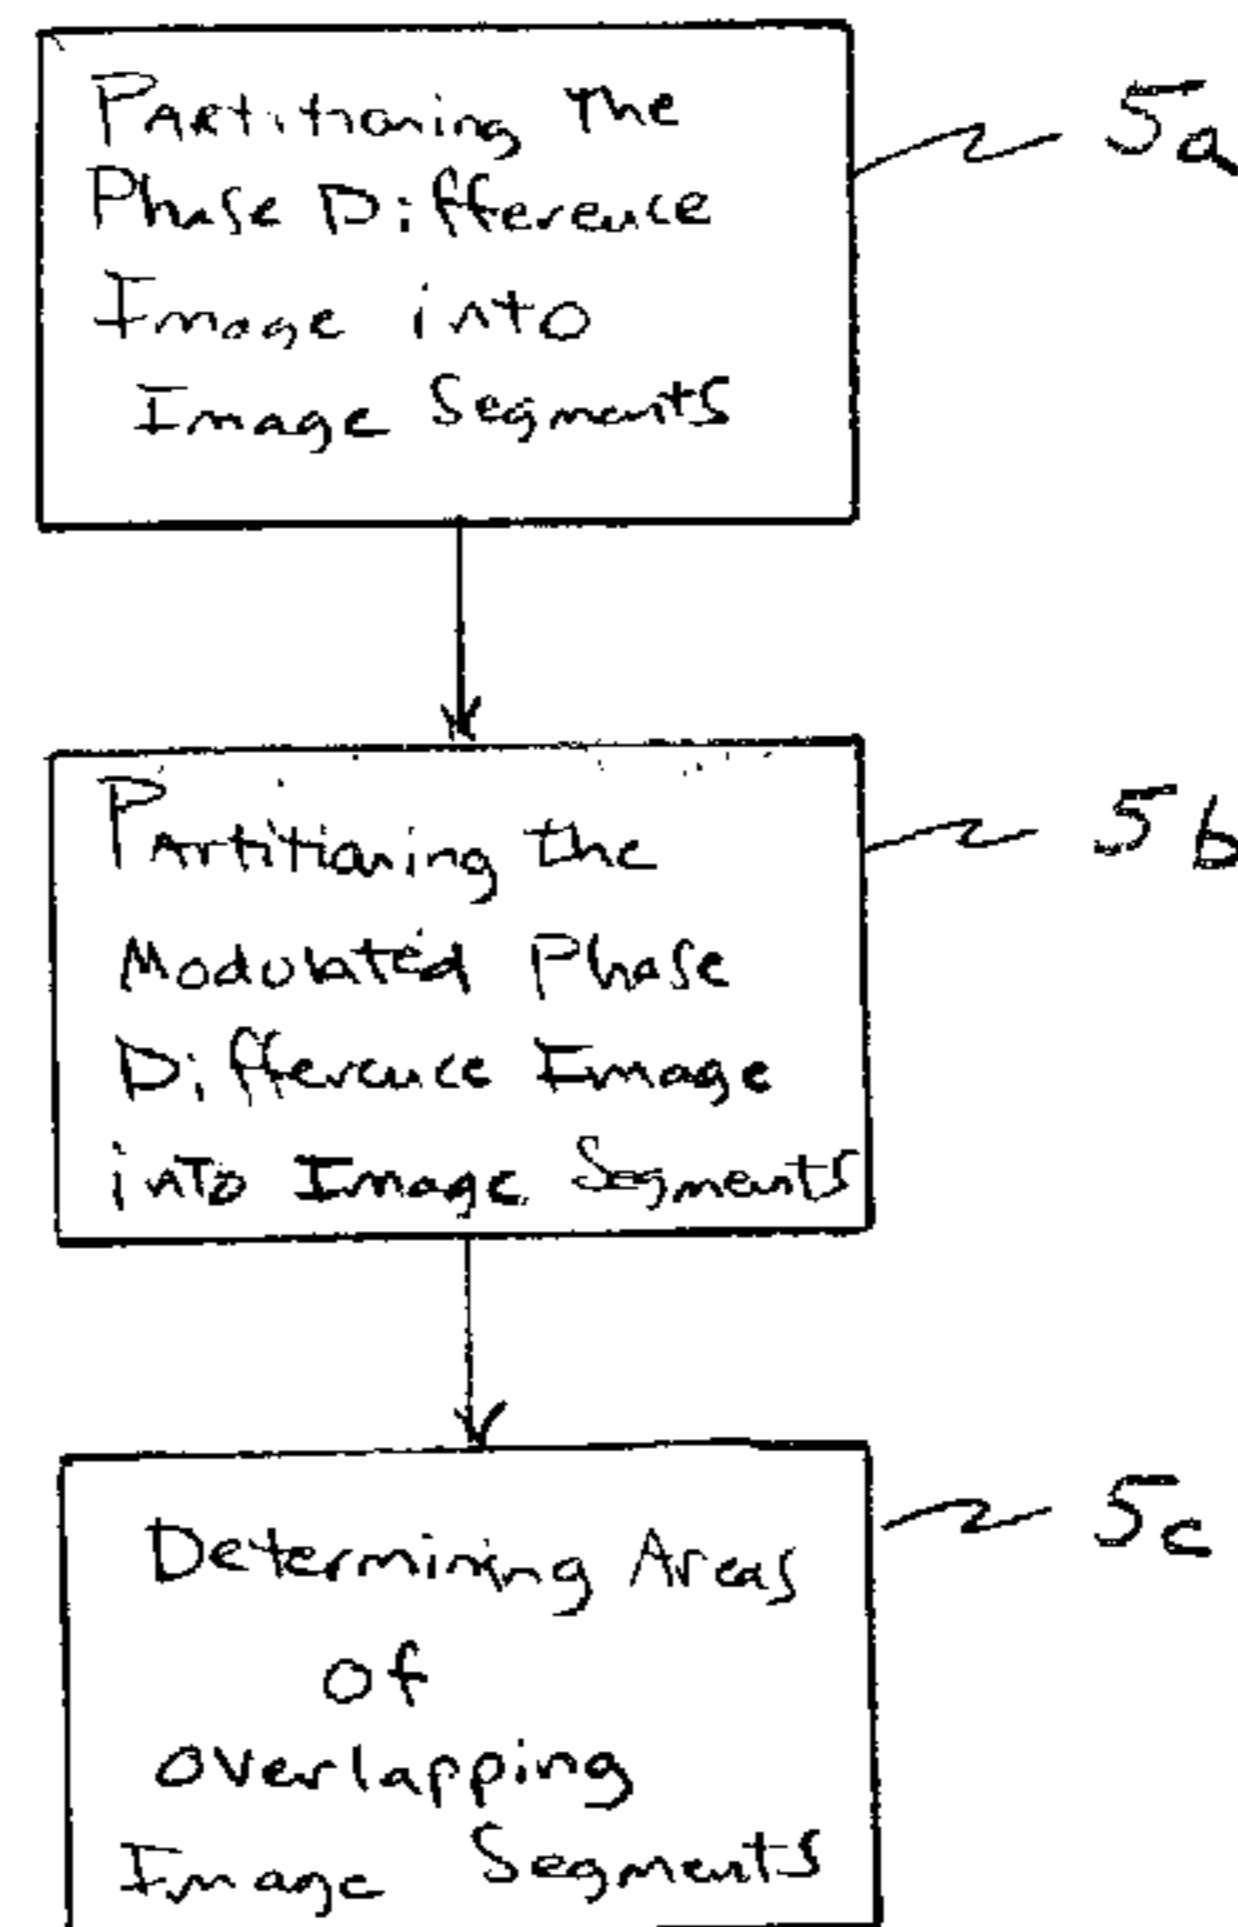 Partitioning the
Phase Difference
Image into
Image Segments
5a
Partitioning the
Modulated Phase
Difference Image
into Image Segments
5b
Determining Areas
of
overlapping
Image Segments
5c